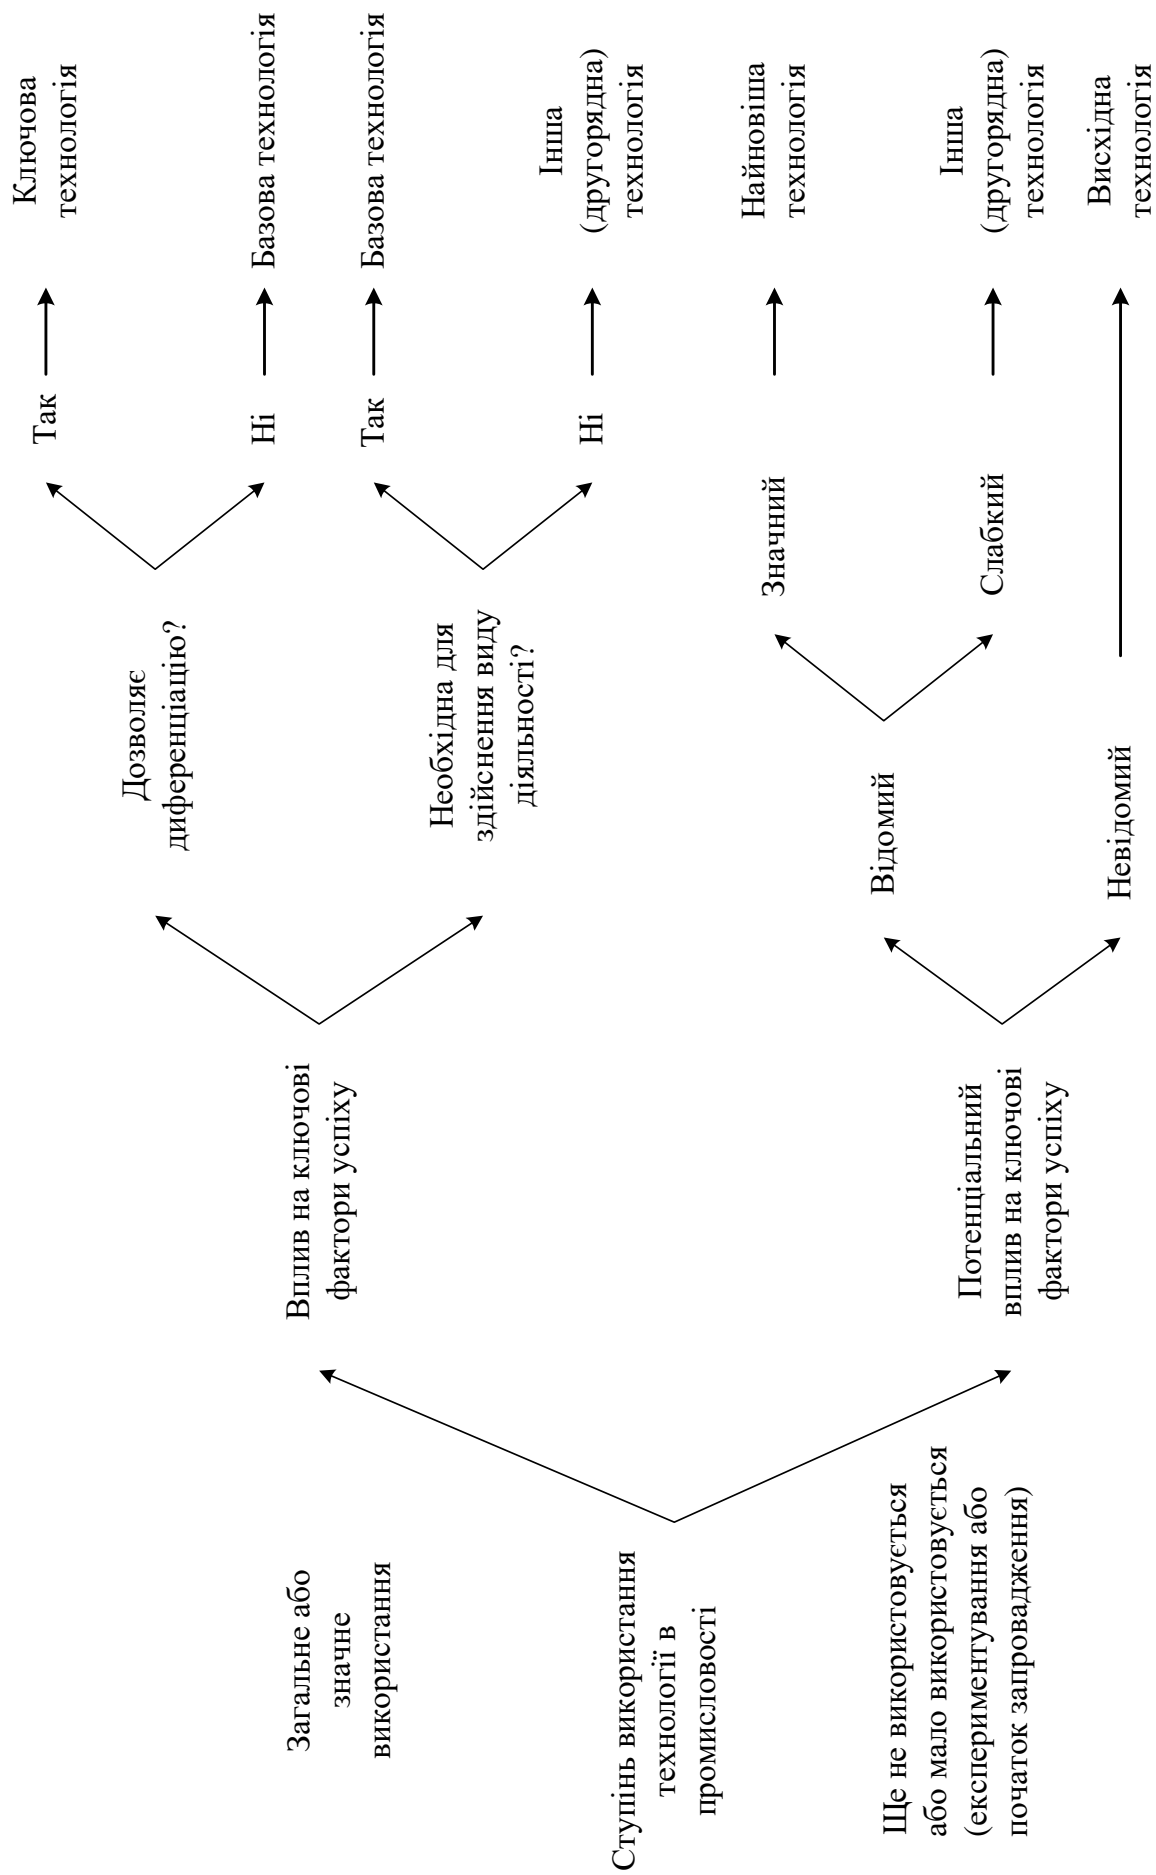 Загальне або
значне
використання
Ступінь використання
технології в
промисловості
Ще не використовується
або мало використовується
(експериментування або
початок запровадження)
Вплив на ключові
фактори успіху
Потенціальний
вплив на ключові
фактори успіху
Дозволяє
диференціацію?
Необхідна для
здійснення виду
діяльності?
Відомий
Невідомий
Значний
Слабкий
Так
Ні
Так
Ні
Ключова
технологія
Базова технологія
Базова технологія
Інша
(другорядна)
технологія
Найновіша
технологія
Інша
(другорядна)
технологія
Висхідна
технологія